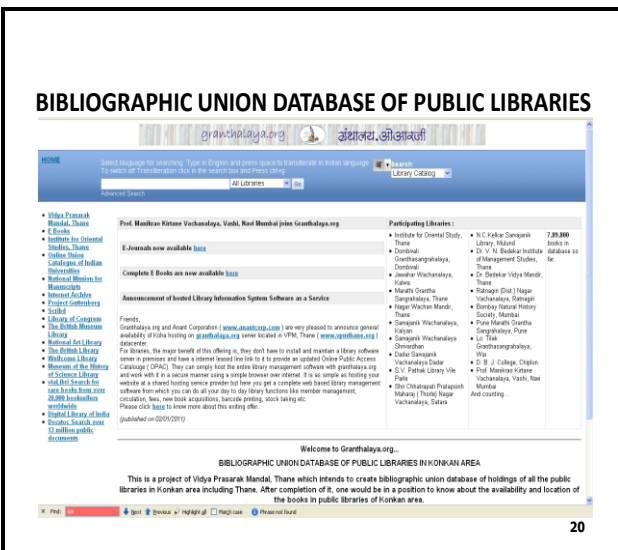 BIBLIOGRAPHIC UNION DATABASE OF PUBLIC LIBRARIES
granthalaya.org ग्रंथालय.ओआरजी
HOME
Select language for searching. Type in English and press space to transliterate in Indian language
To switch off Transliteration click in the search box and Press ctrl+g.
Search
Library Catalog
All Libraries
Go
Advanced Search
Vidya Prasarak
Mandal, Thane
E Books
Institute for Oriental
Studies, Thane
Online Union
Catalogue of Indian
Universities
National Mission for
Manuscripts
Internet Archive
Project Gutenberg
Scribd
Library of Congress
The British Museum
Library
National Art Library
The British Library
Wellcome Library
Museum of the History
of Science Library
viaLibri Search for
rare books from over
20,000 booksellers
worldwide
Digital Library of India
Docstoc Search over
13 million public
documents
Prof. Manikrao Kirtane Vachanalaya, Vashi, Navi Mumbai joins Granthalaya.org
E-Journals now available here
Complete E Books are now available here
Announcement of hosted Library Information System Software as a Service
Friends,
Granthalaya.org and Anant Corporation ( www.anantcorp.com ) are very pleased to announce general
availability of Koha hosting on granthalaya.org server located in VPM, Thane ( www.vpmthane.org )
datacenter.
For libraries, the major benefit of this offering is, they don't have to install and maintain a library software
server in premises and have a internet leased line link to it to provide an updated Online Public Access
Catalouge ( OPAC). They can simply host the entire library management software with granthalaya.org
and work with it in a secure manner using a simple browser over internet. It is as simple as hosting your
website at a shared hosting service provider but here you get a complete web based library management
software from which you can do all your day to day library functions like member management,
circulation, fees, new book acquisitions, barcode printing, stock taking etc.
Please click here to know more about this exiting offer..
(published on 02/01/2011)
Participating Libraries :
Institute for Oriental Study,
Thane
Dombivali
Granthasangrahalaya,
Dombivali
Jawahar Wachanalaya,
Kalwa
Marathi Grantha
Sangrahalaya, Thane
Nagar Wachan Mandir,
Thane
Sarvajanik Wachanalaya,
Kalyan
Sarvajanik Wachanalaya
Shrivardhan
Dadar Sarvajanik
Vachanalaya Dadar
S.V. Pathak Library Vile
Parle
Shri Chhatrapati Pratapsinh
Maharaj ( Thorle) Nagar
Vachanalaya, Satara
N.C.Kelkar Sarvajanik
Library, Mulund
Dr. V. N. Bedekar Institute
of Management Studies,
Thane
Dr. Bedekar Vidya Mandir,
Thane
Ratnagiri (Dist.) Nagar
Vachanalaya, Ratnagiri
Bombay Natural History
Society, Mumbai
Pune Marathi Grantha
Sangrahalaya, Pune
Lo. Tilak
Granthasangrahalaya,
Wai
D. B. J. College, Chiplun
Prof. Manikrao Kirtane
Vachanalaya, Vashi, Navi
Mumbai
And counting...
7,89,800
books in
database so
far..
Welcome to Granthalaya.org...
BIBLIOGRAPHIC UNION DATABASE OF PUBLIC LIBRARIES IN KONKAN AREA
This is a project of Vidya Prasarak Mandal, Thane which intends to create
bibliographic union database of holdings of all the public
libraries in Konkan area including Thane. After completion of it, one would
be in a position to know about the availability and location of
the books in public libraries of Konkan area.
Find:
Next Previous Highlight all Match case Phrase not found
20